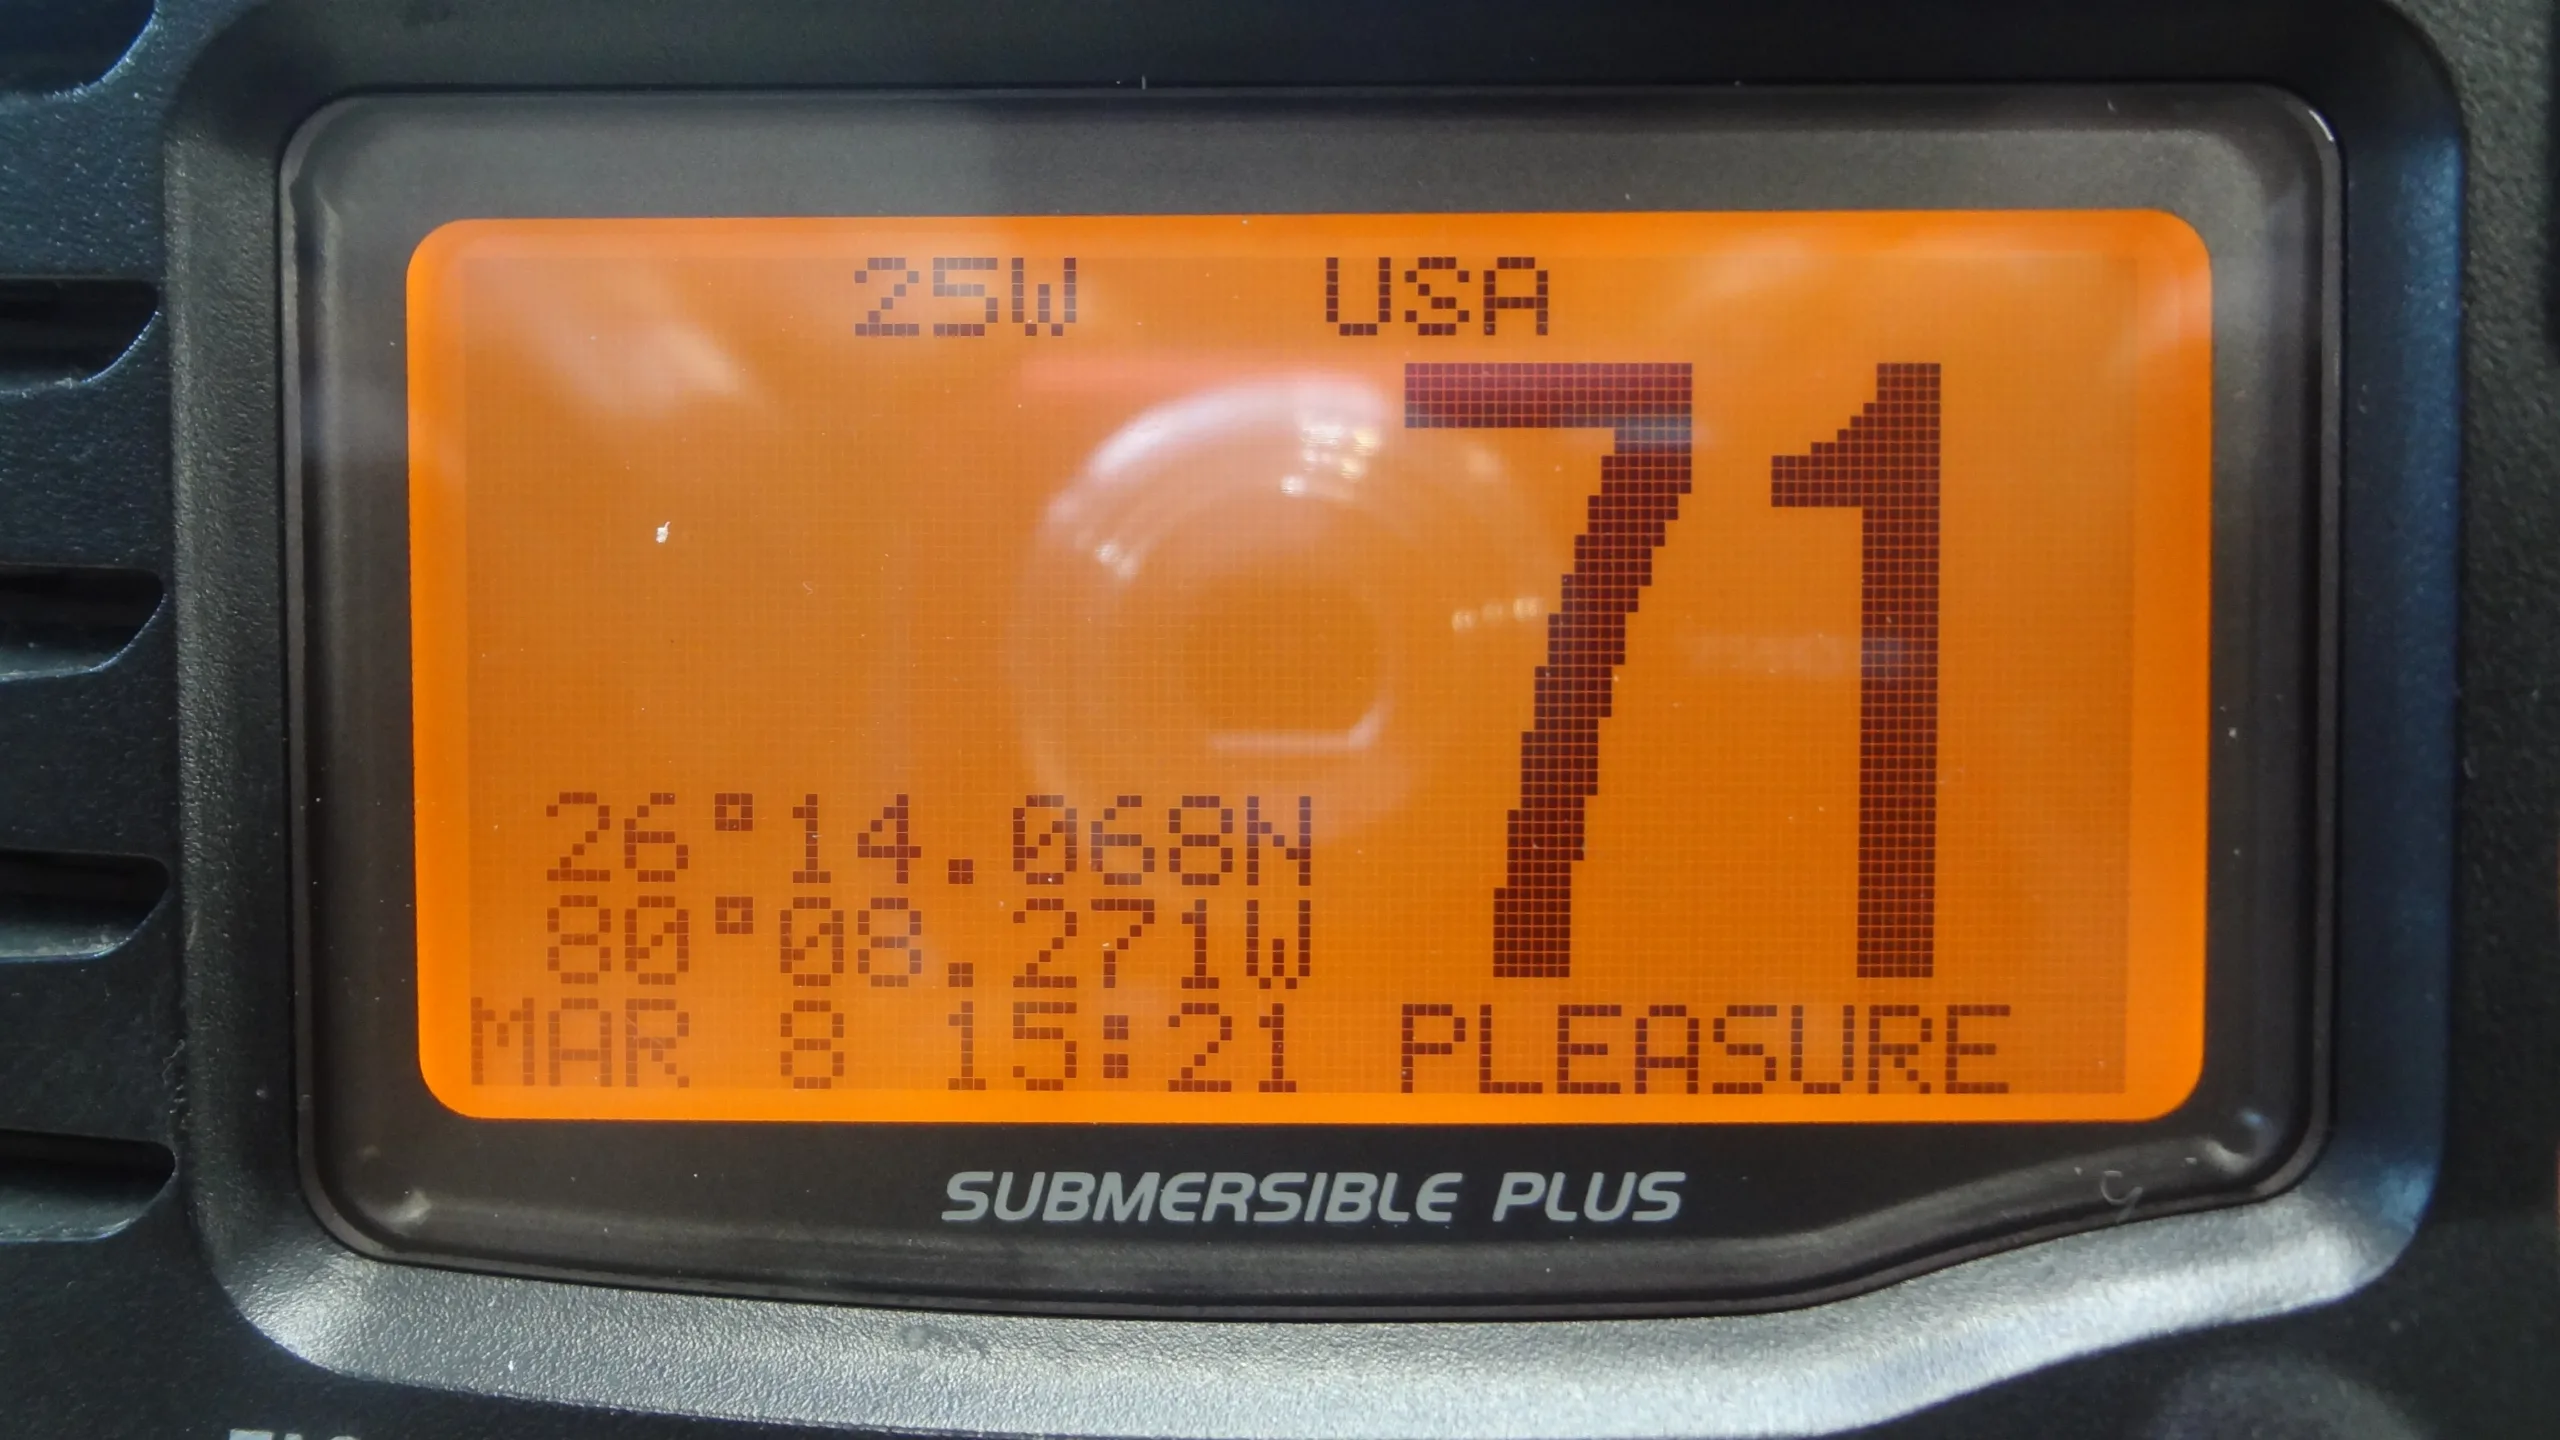 25W USA
71
26°14.068N
80°08.271W
MAR 8 15:21 PLEASURE
SUBMERSIBLE PLUS